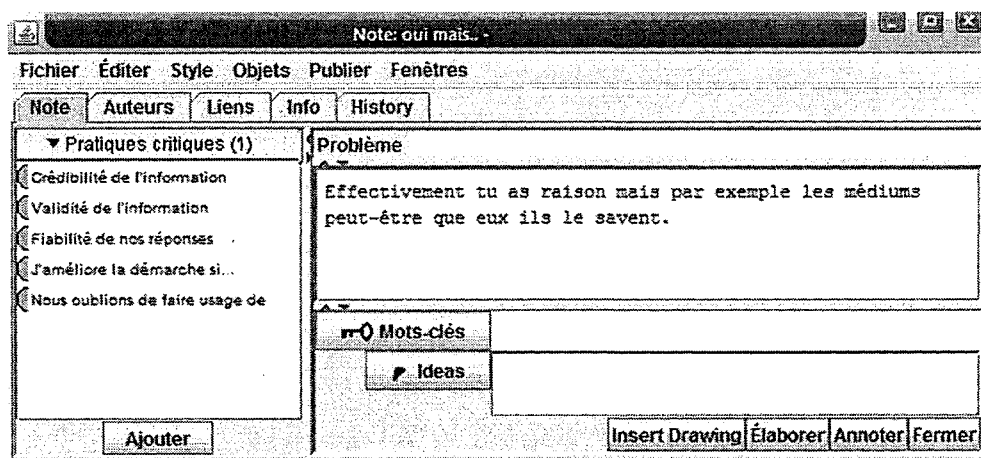 Note: oui mais.. -
Fichier Éditer Style Objets Publier Fenêtres
Note Auteurs Liens Info History
▼ Pratiques critiques (1)
Crédibilité de l'information
Validité de l'information
Fiabilité de nos réponses
J'améliore la démarche si...
Nous oublions de faire usage de
Ajouter
Problème
Effectivement tu as raison mais par exemple les médiums
peut-être que eux ils le savent.
Mots-clés
Ideas
Insert Drawing Élaborer Annoter Fermer